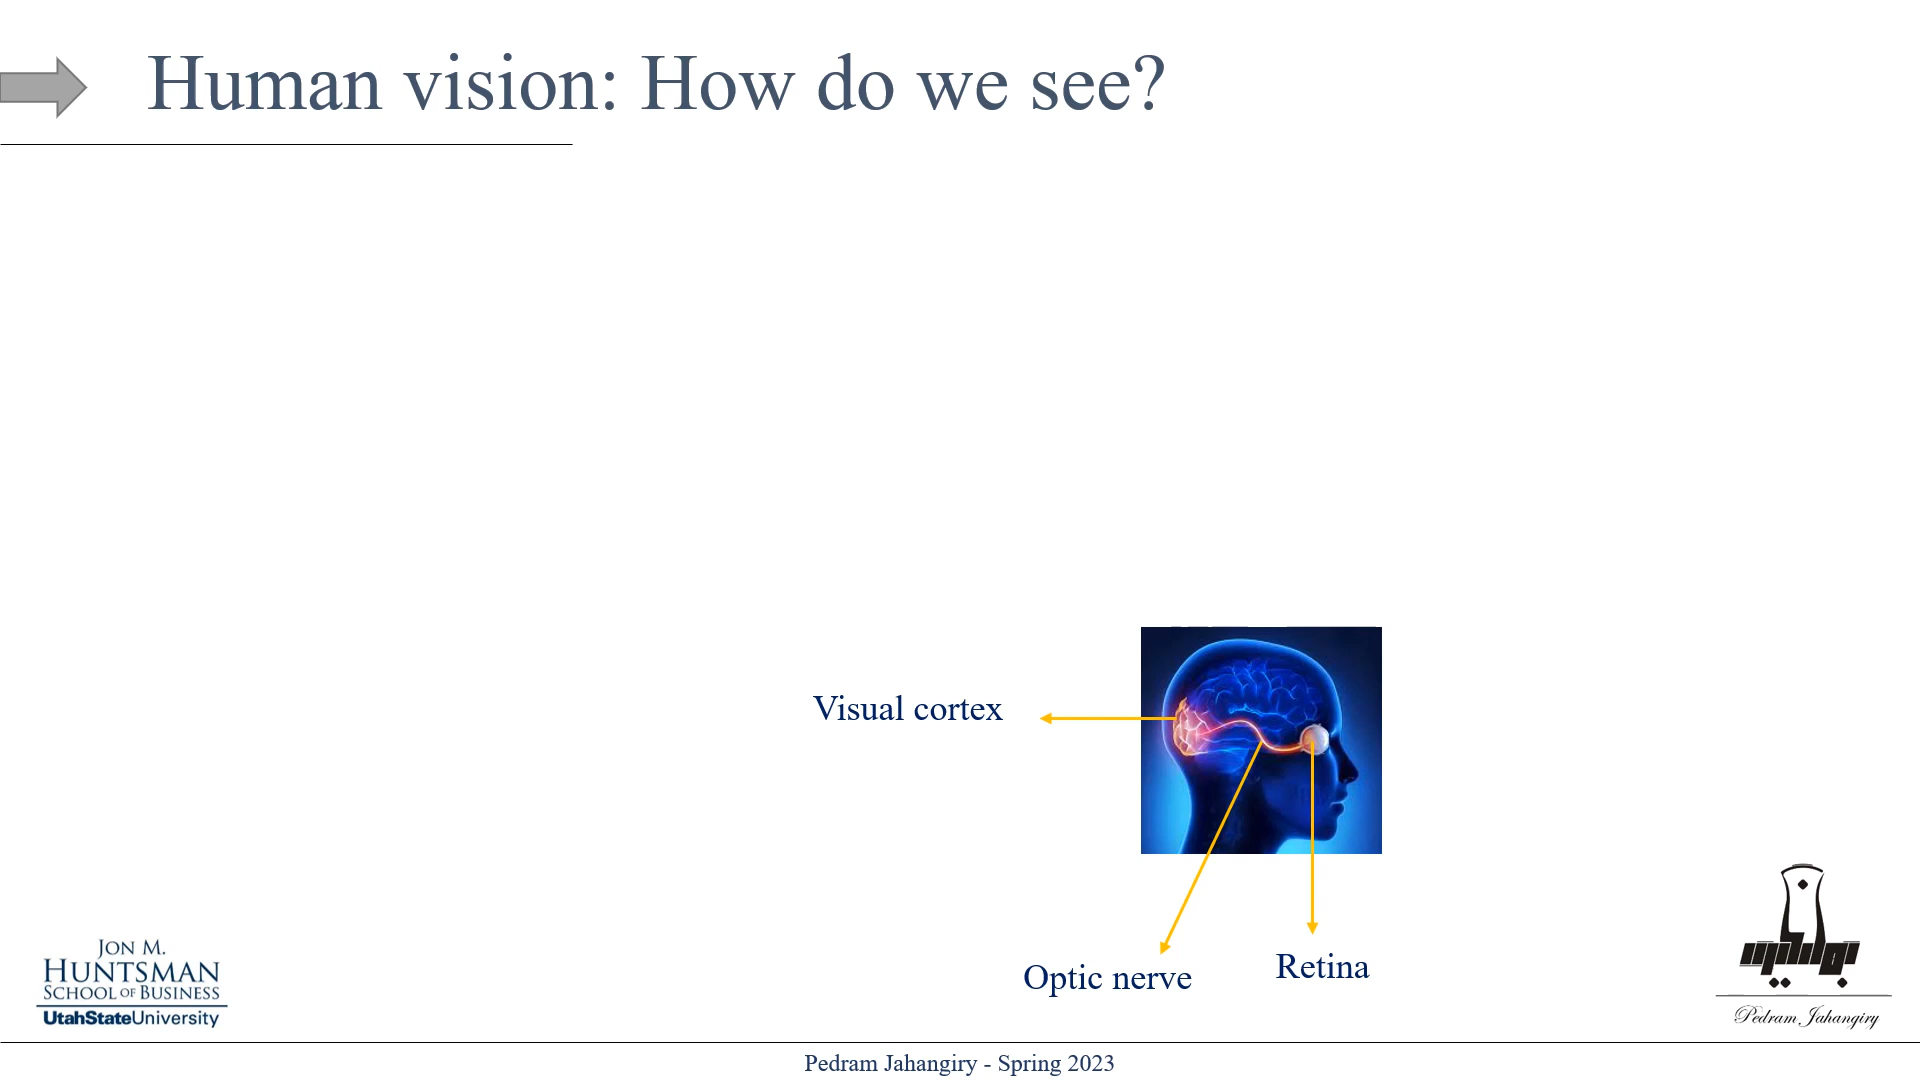 Human vision: How do we see?
Visual cortex
Optic nerve
Retina
JON M.
HUNTSMAN
SCHOOL OF BUSINESS
UtahStateUniversity
Pedram Jahangiry
Pedram Jahangiry - Spring 2023